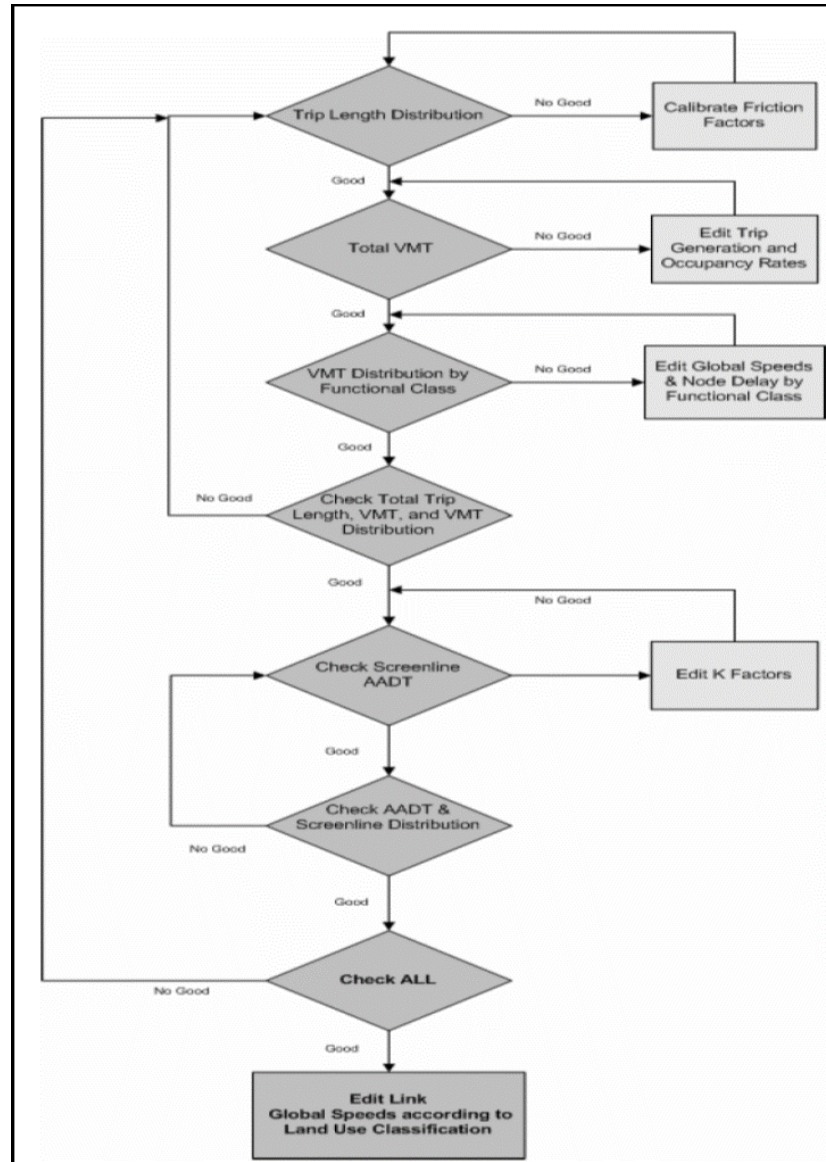 Trip Length Distribution
No Good
Calibrate Friction
Factors
Good
Total VMT
No Good
Edit Trip
Generation and
Occupancy Rates
Good
VMT Distribution by
Functional Class
No Good
Edit Global Speeds
& Node Delay by
Functional Class
Good
No Good
Check Total Trip
Length, VMT, and VMT
Distribution
Good
No Good
Check Screenline
AADT
Edit K Factors
Good
Check AADT &
Screenline Distribution
No Good
Good
Check ALL
No Good
Good
Edit Link
Global Speeds according to
Land Use Classification